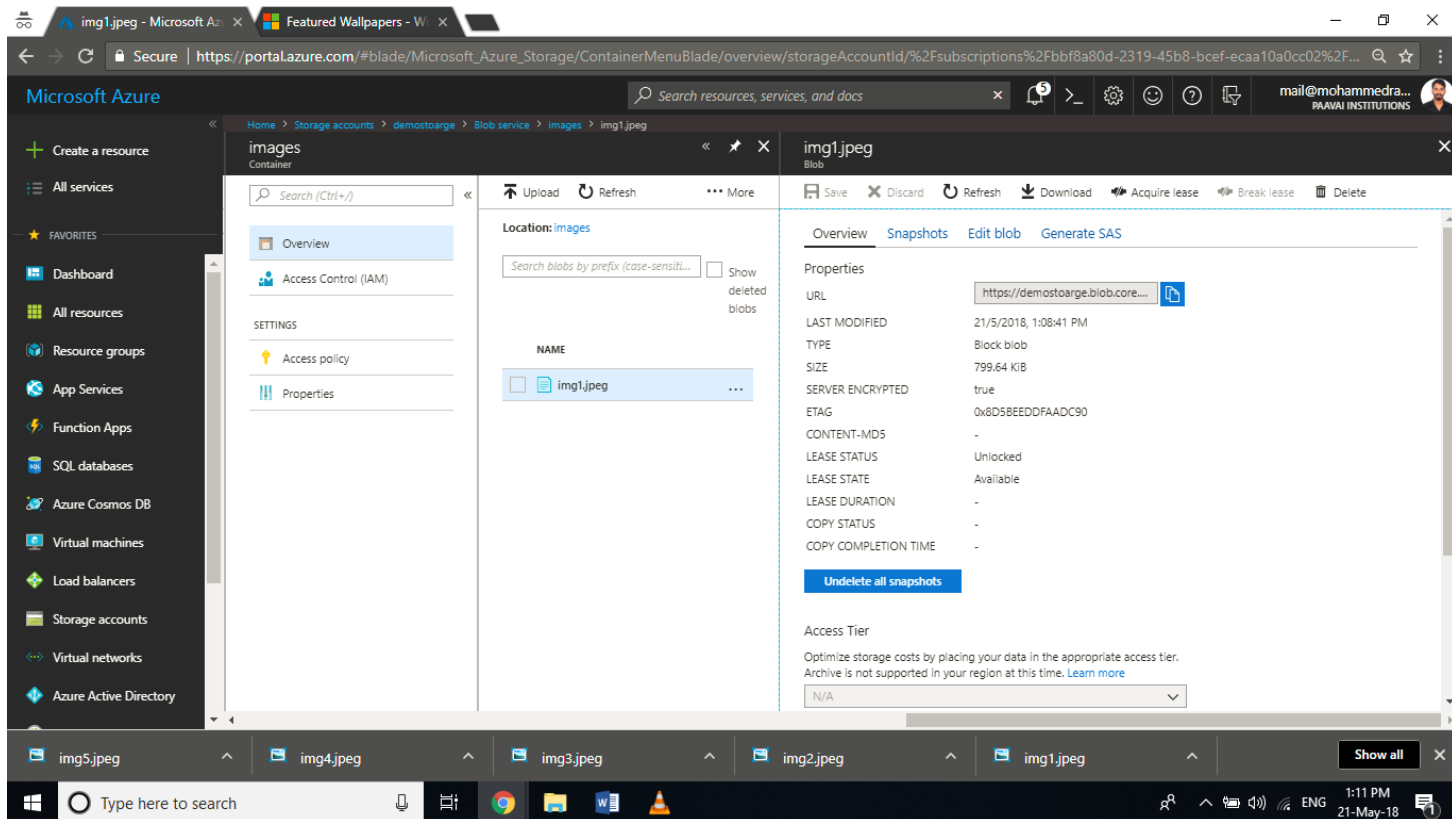 img1.jpeg - Microsoft Az
Featured Wallpapers - Wi
Secure | https://portal.azure.com/#blade/Microsoft_Azure_Storage/ContainerMenuBlade/overview/storageAccountId/%2Fsubscriptions%2Fbbf8a80d-2319-45b8-bcef-ecaa10a0cc02%2F...
Microsoft Azure
Search resources, services, and docs
5
mail@mohammedra...
PAAVAI INSTITUTIONS
Home > Storage accounts > demostoarge > Blob service > images > img1.jpeg
Create a resource
All services
FAVORITES
Dashboard
All resources
Resource groups
App Services
Function Apps
SQL databases
Azure Cosmos DB
Virtual machines
Load balancers
Storage accounts
Virtual networks
Azure Active Directory
images
Container
Search (Ctrl+/)
Overview
Access Control (IAM)
SETTINGS
Access policy
Properties
Upload
Refresh
More
Location: images
Search blobs by prefix (case-sensiti...
Show
deleted
blobs
NAME
img1.jpeg
...
img1.jpeg
Blob
Save
Discard
Refresh
Download
Acquire lease
Break lease
Delete
Overview
Snapshots
Edit blob
Generate SAS
Properties
URL https://demostoarge.blob.core....
LAST MODIFIED 21/5/2018, 1:08:41 PM
TYPE Block blob
SIZE 799.64 KiB
SERVER ENCRYPTED true
ETAG 0x8D5BEEDDFAADC90
CONTENT-MD5 -
LEASE STATUS Unlocked
LEASE STATE Available
LEASE DURATION -
COPY STATUS -
COPY COMPLETION TIME -
Undelete all snapshots
Access Tier
Optimize storage costs by placing your data in the appropriate access tier.
Archive is not supported in your region at this time. Learn more
N/A
img5.jpeg
img4.jpeg
img3.jpeg
img2.jpeg
img1.jpeg
Show all
Type here to search
ENG
1:11 PM
21-May-18
1